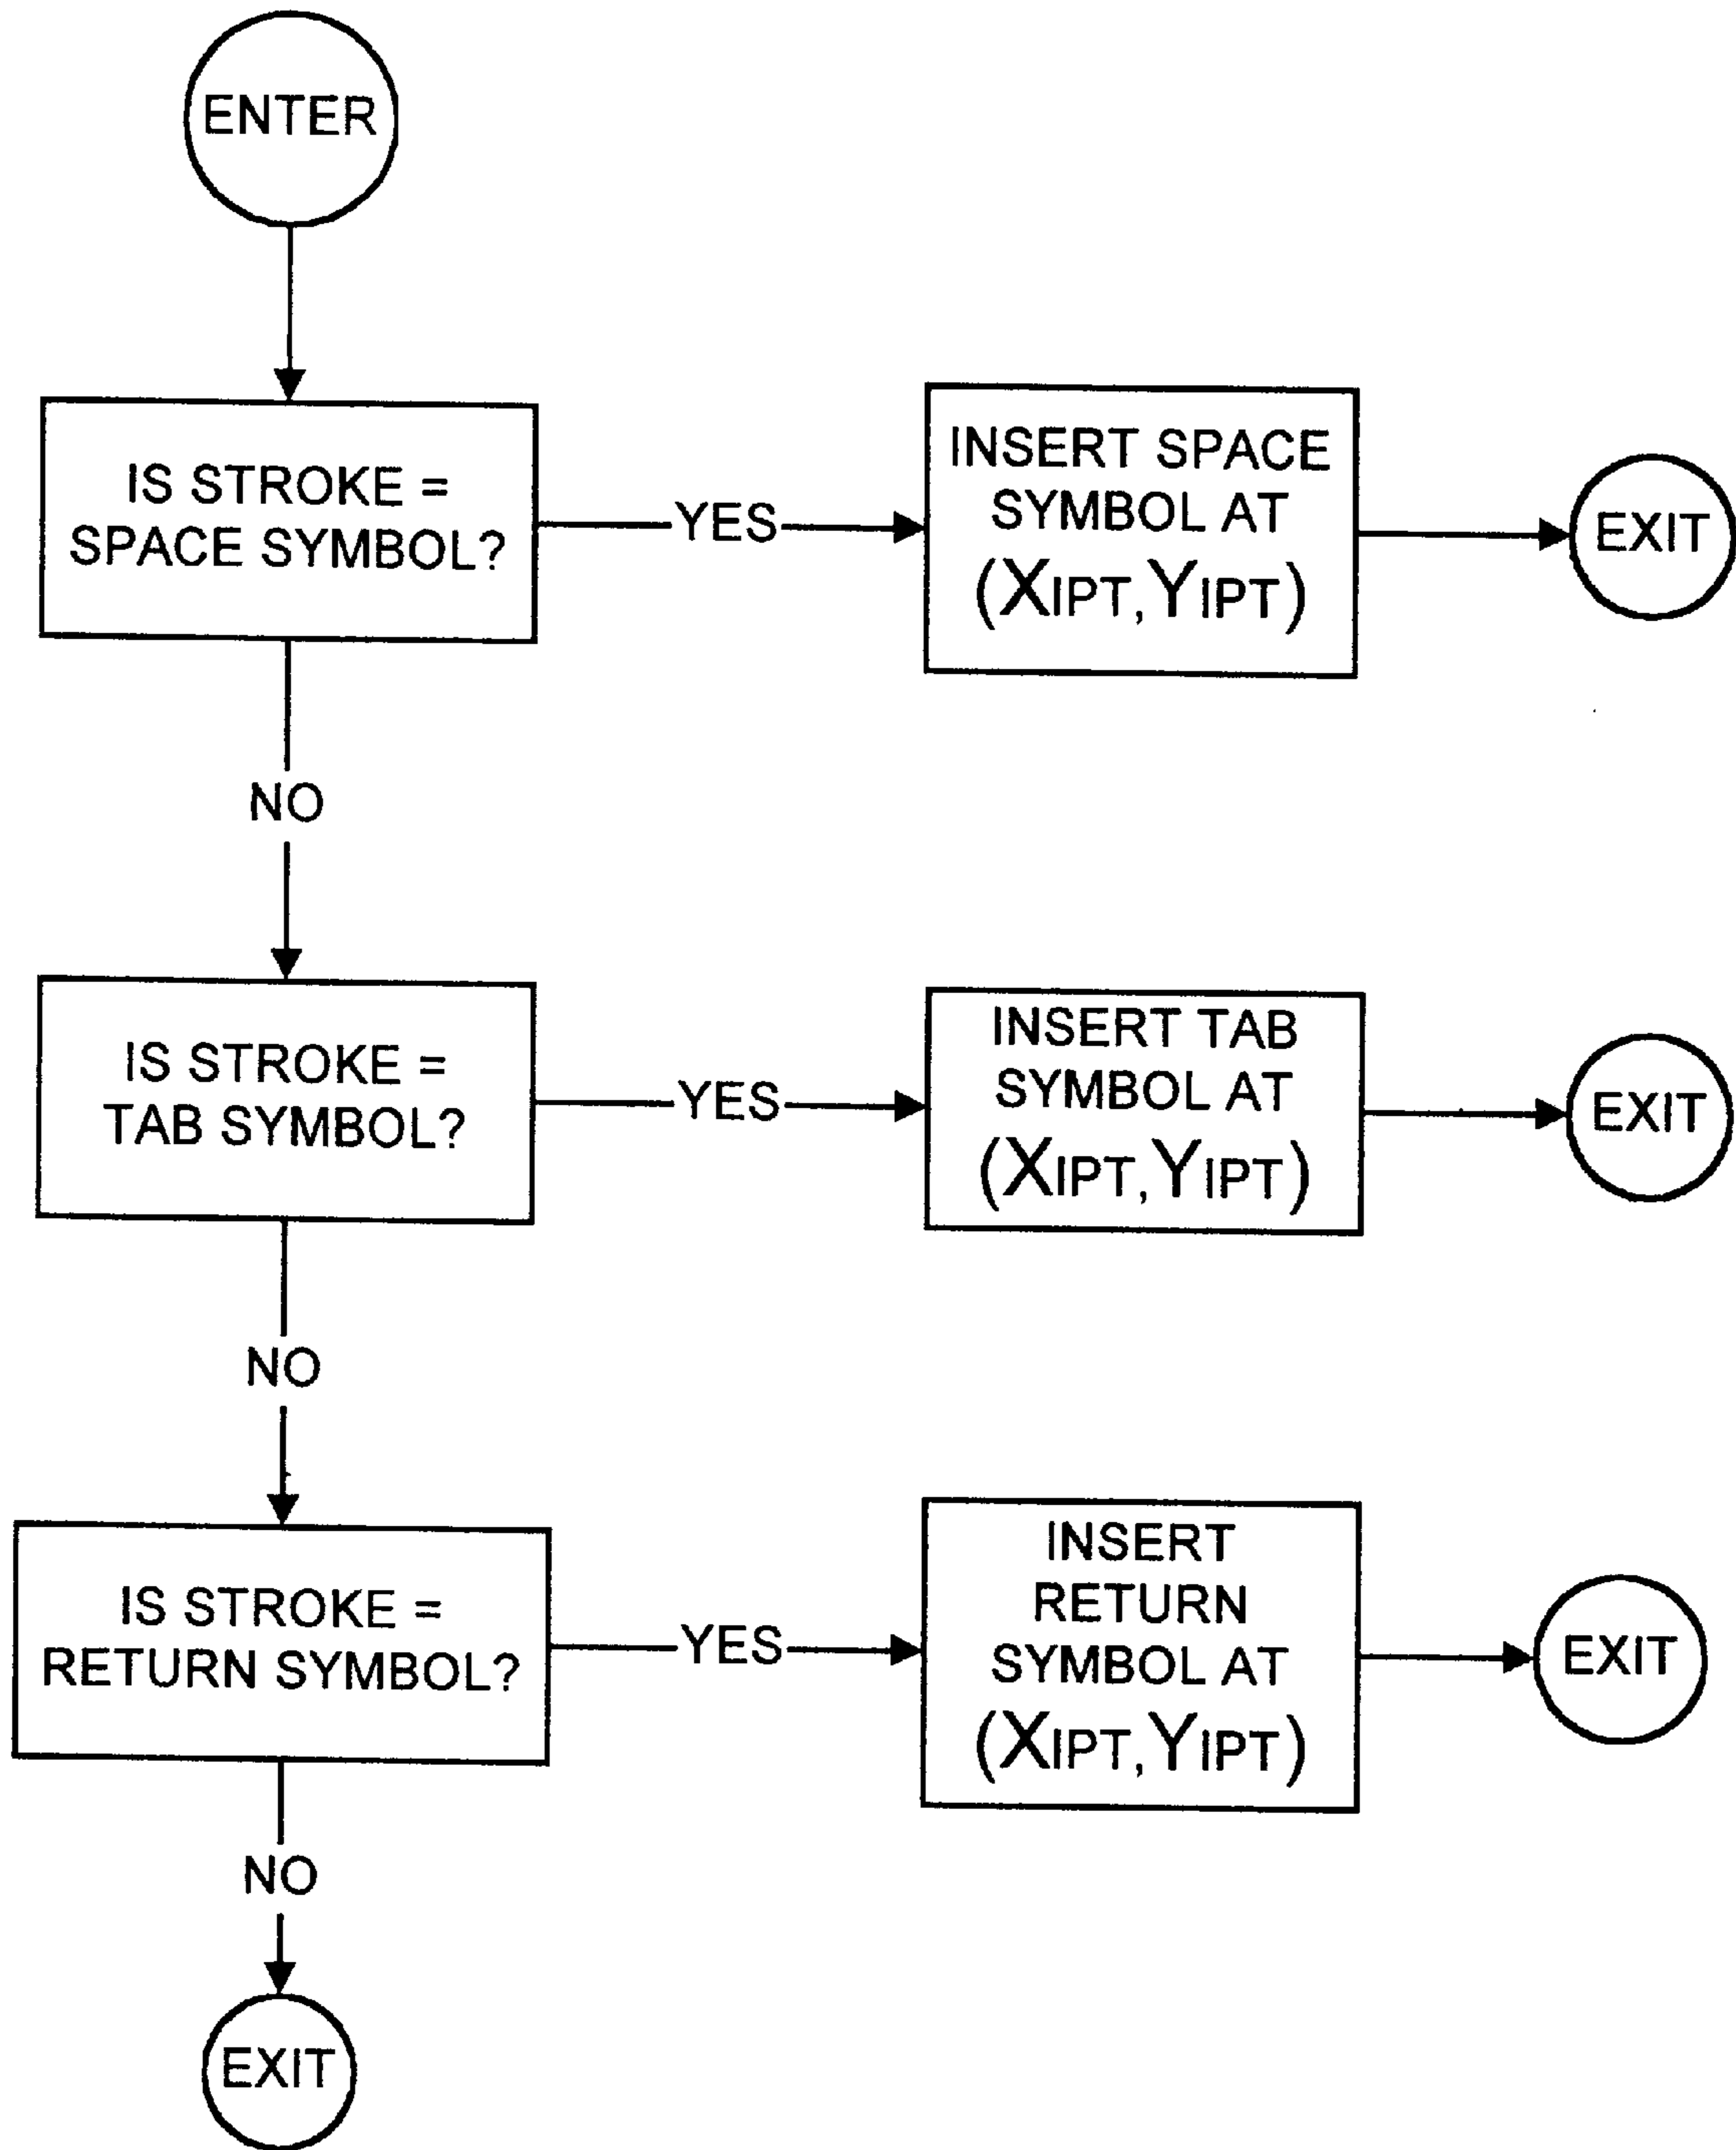 ENTER
IS STROKE =
SPACE SYMBOL?
YES
INSERT SPACE
SYMBOL AT
(XIPT, YIPT)
EXIT
NO
IS STROKE =
TAB SYMBOL?
YES
INSERT TAB
SYMBOL AT
(XIPT, YIPT)
EXIT
NO
IS STROKE =
RETURN SYMBOL?
YES
INSERT
RETURN
SYMBOL AT
(XIPT, YIPT)
EXIT
NO
EXIT